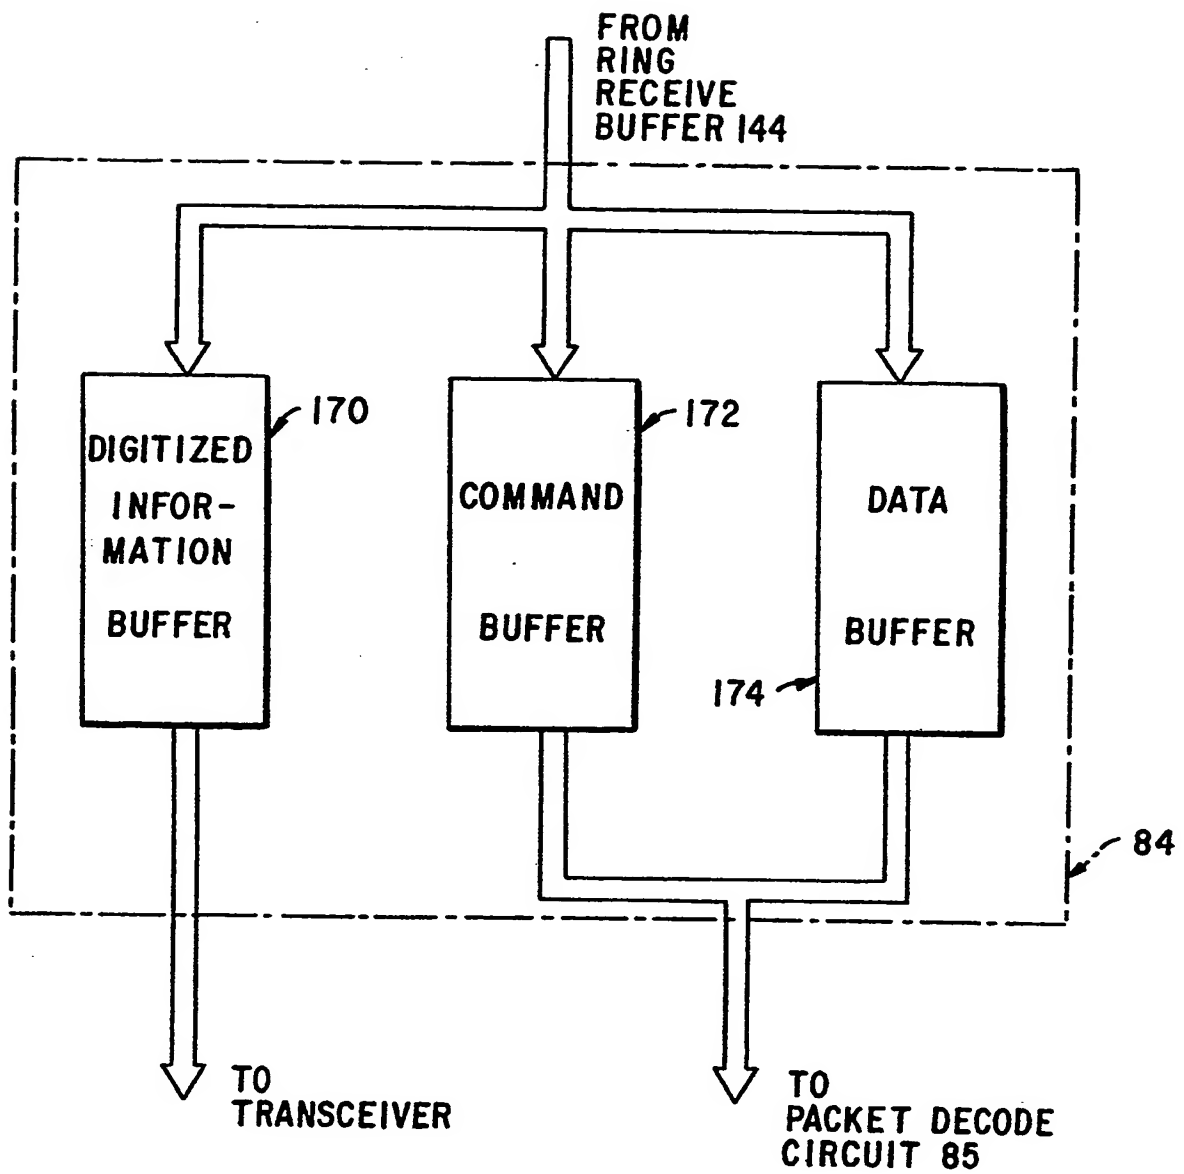 FROM
RING
RECEIVE
BUFFER 144
170
DIGITIZED
INFOR-
MATION
BUFFER
172
COMMAND
BUFFER
DATA
BUFFER
174
84
TO
TRANSCEIVER
TO
PACKET DECODE
CIRCUIT 85